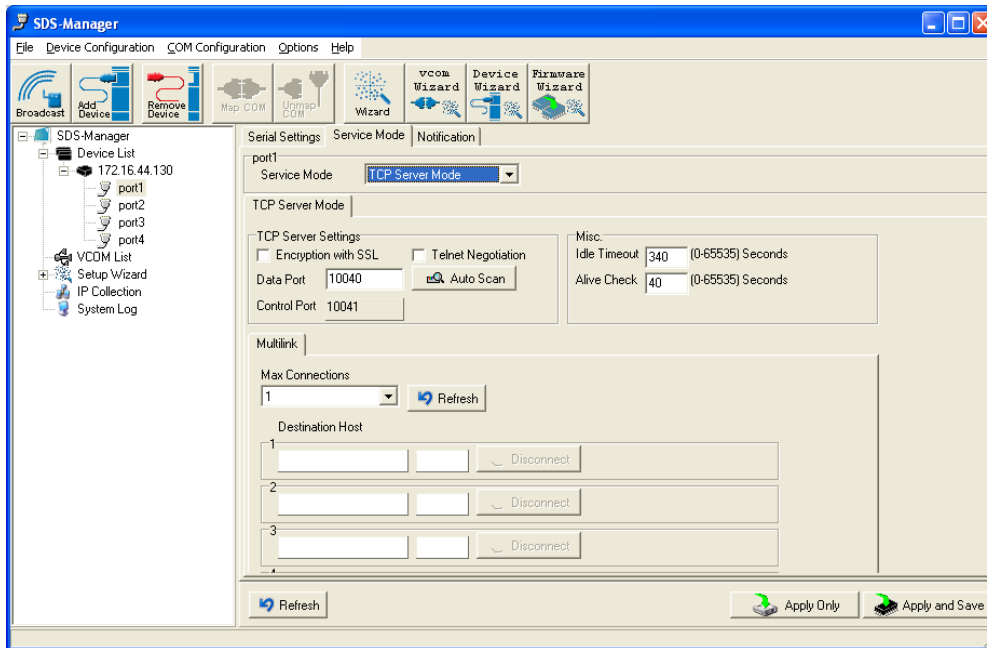 SDS-Manager
File Device Configuration COM Configuration Options Help
Broadcast
Add Device
Remove Device
Map COM
Unmap COM
Wizard
vcom Wizard
Device Wizard
Firmware Wizard
SDS-Manager
Device List
172.16.44.130
port1
port2
port3
port4
VCOM List
Setup Wizard
IP Collection
System Log
Serial Settings Service Mode Notification
port1
Service Mode TCP Server Mode
TCP Server Mode
TCP Server Settings
Encryption with SSL Telnet Negotiation
Data Port 10040 Auto Scan
Control Port 10041
Misc.
Idle Timeout 340 (0-65535) Seconds
Alive Check 40 (0-65535) Seconds
Multilink
Max Connections
1 Refresh
Destination Host
1
Disconnect
2
Disconnect
3
Disconnect
Refresh Apply Only Apply and Save